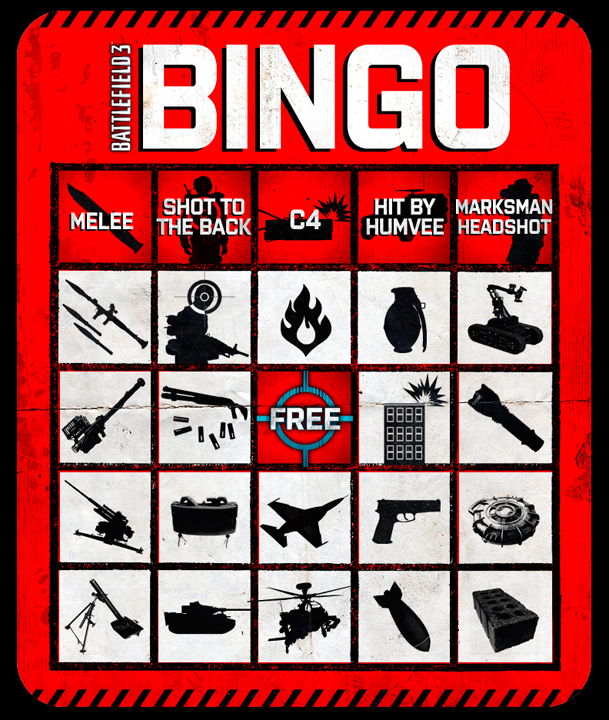 BATTLEFIELD 3
BINGO
MELEE
SHOT TO
THE BACK
C4
HIT BY
HUMVEE
MARKSMAN
HEADSHOT
FREE